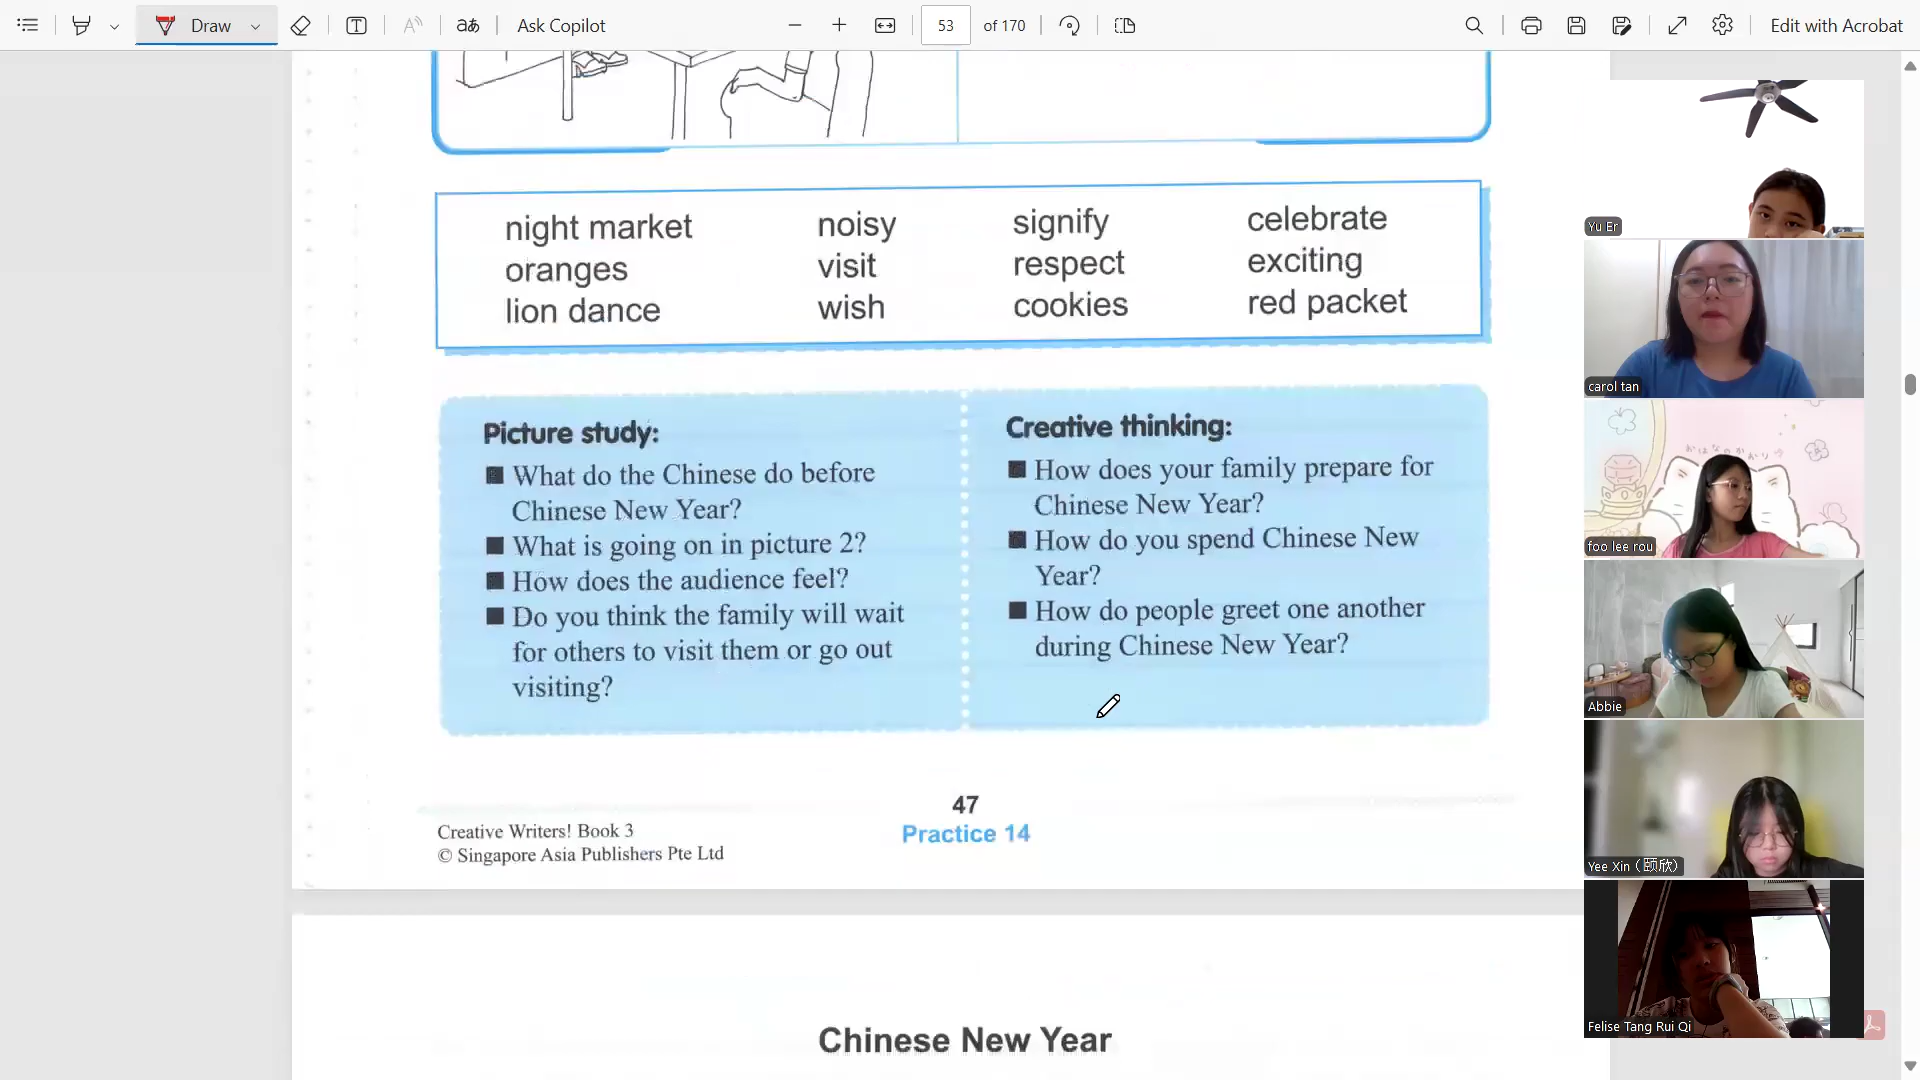 Draw
aあ
Ask Copilot
53 of 170
Edit with Acrobat
night market noisy signify celebrate
oranges visit respect exciting
lion dance wish cookies red packet
Picture study:
■ What do the Chinese do before
Chinese New Year?
■ What is going on in picture 2?
■ How does the audience feel?
■ Do you think the family will wait
for others to visit them or go out
visiting?
Creative thinking:
■ How does your family prepare for
Chinese New Year?
■ How do you spend Chinese New
Year?
■ How do people greet one another
during Chinese New Year?
47
Practice 14
Creative Writers! Book 3
© Singapore Asia Publishers Pte Ltd
Chinese New Year
Yu Er
carol tan
foo lee rou
Abbie
Yee Xin（颐欣）
Felise Tang Rui Qi